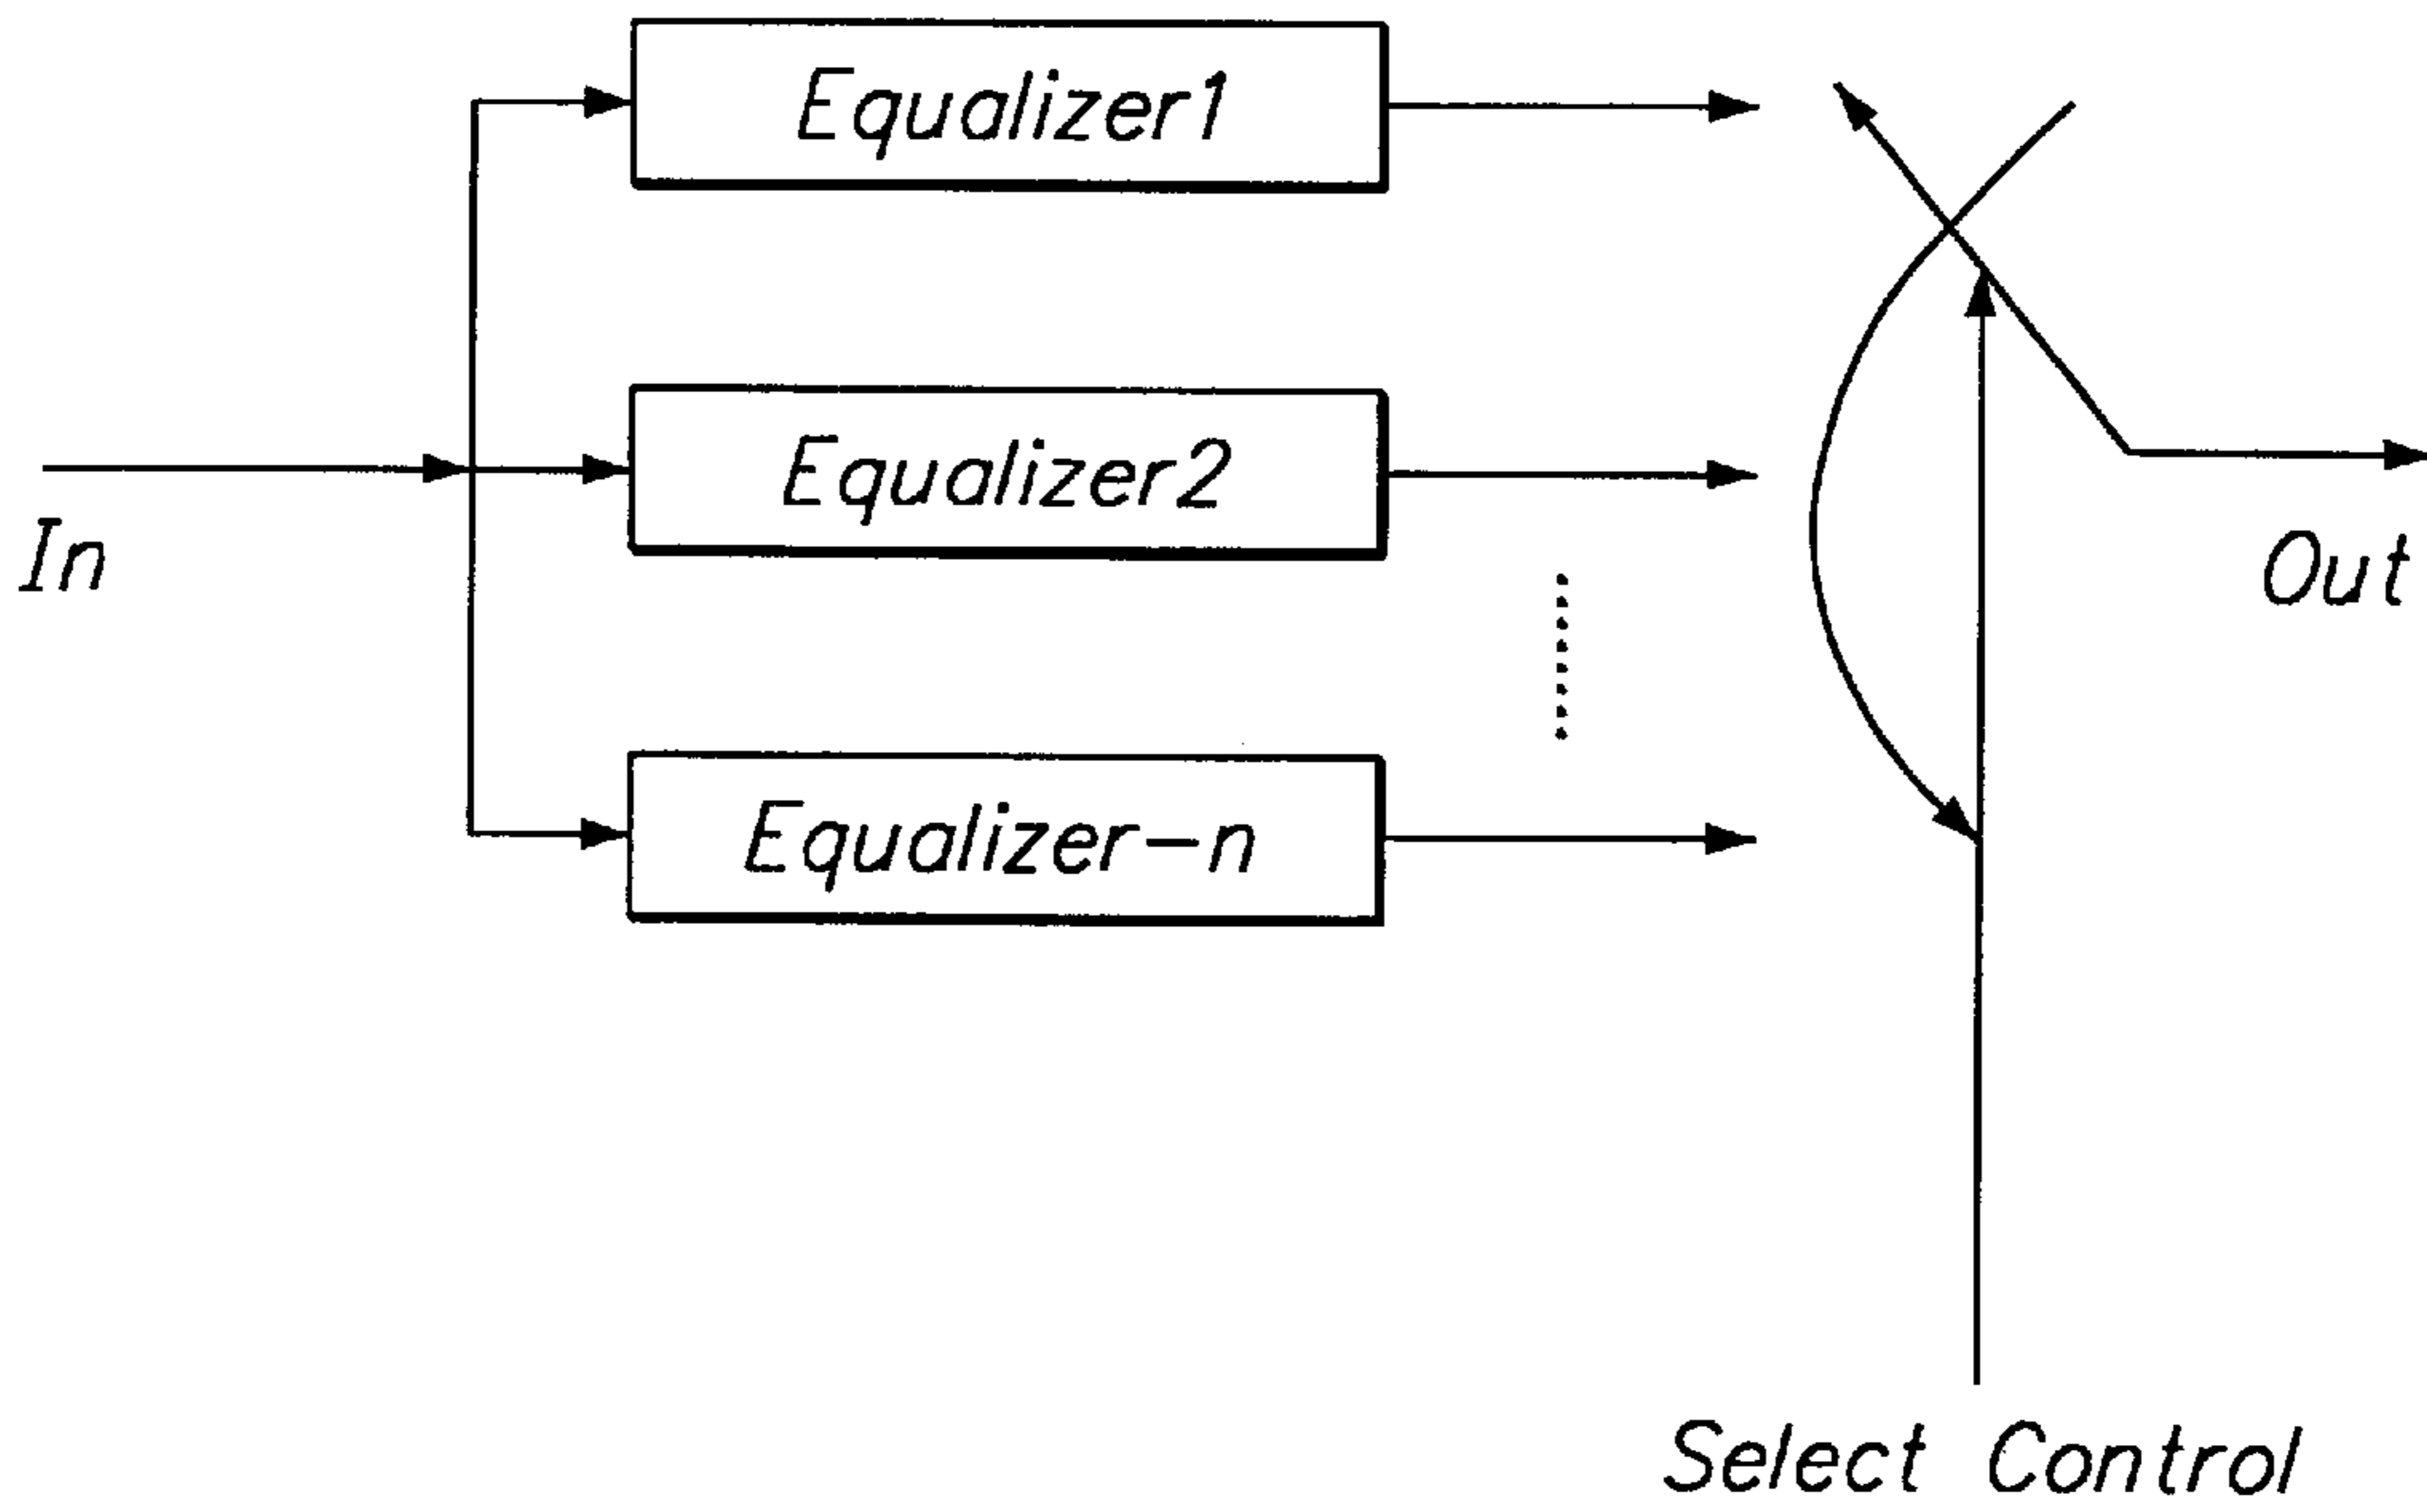 Equalizer1
Equalizer2
In
Out
Equalizer-n
Select Control